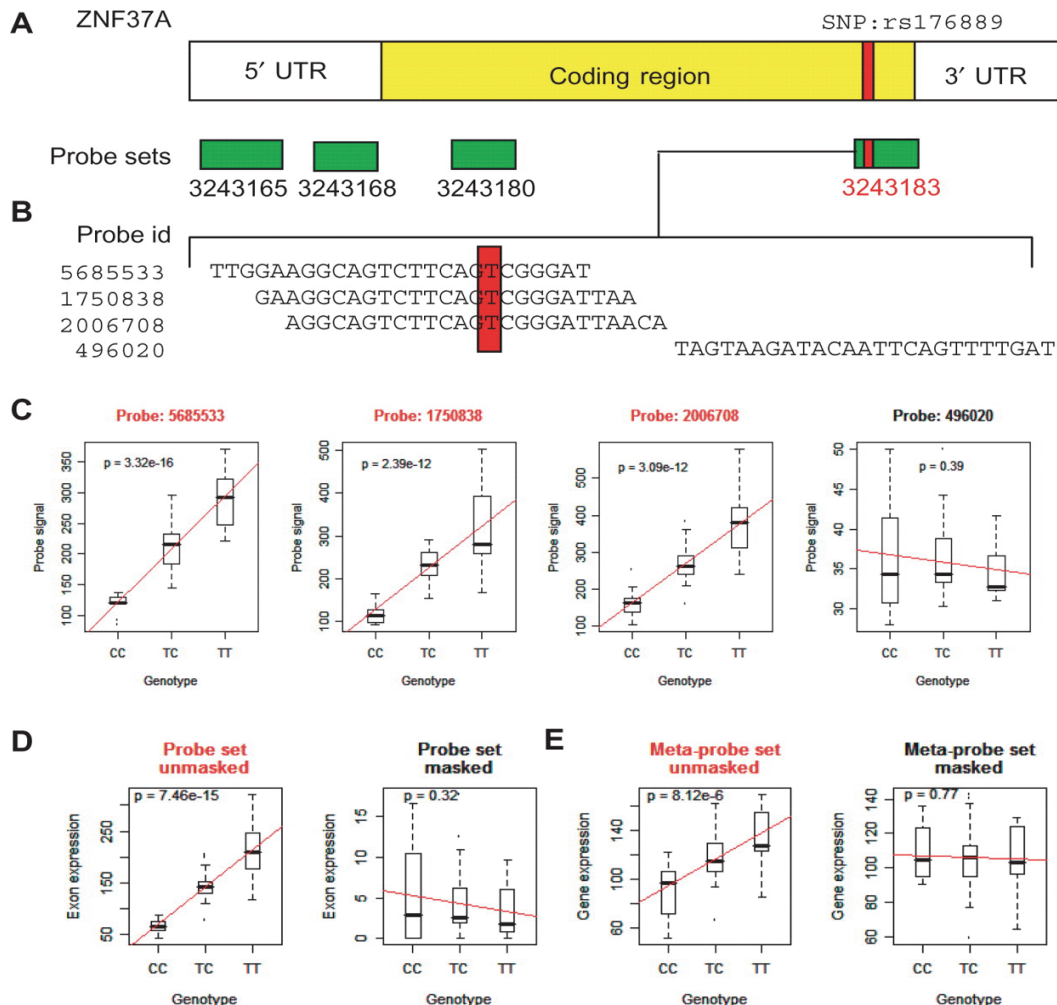 A
ZNF37A
SNP:rs176889
5′ UTR
Coding region
3′ UTR
Probe sets
3243165
3243168
3243180
3243183
B
Probe id
5685533 TTGGAAGGCAGTCTTCAGTCGGGAT
1750838 GAAGGCAGTCTTCAGTCGGGATTAA
2006708 AGGCAGTCTTCAGTCGGGATTAACA
496020 TAGTAAGATACAATTCAGTTTTGAT
C
Probe: 5685533
p = 3.32e-16
Probe signal
350
300
250
200
150
100
CC TC TT
Genotype
Probe: 1750838
p = 2.39e-12
Probe signal
500
400
300
200
100
CC TC TT
Genotype
Probe: 2006708
p = 3.09e-12
Probe signal
500
400
300
200
100
CC TC TT
Genotype
Probe: 496020
p = 0.39
Probe signal
50
45
40
35
30
CC TC TT
Genotype
D
Probe set
unmasked
p = 7.46e-15
Exon expression
250
150
50
CC TC TT
Genotype
Probe set
masked
p = 0.32
Exon expression
15
10
5
0
CC TC TT
Genotype
E
Meta-probe set
unmasked
p = 8.12e-6
Gene expression
140
100
60
CC TC TT
Genotype
Meta-probe set
masked
p = 0.77
Gene expression
140
120
100
80
60
CC TC TT
Genotype